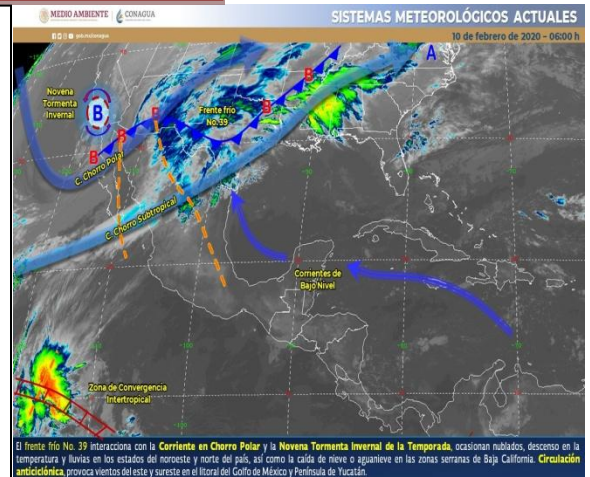 MEDIO AMBIENTE CONAGUA
SISTEMAS METEOROLÓGICOS ACTUALES
10 de febrero de 2020 - 06:00 h
A
Novena
Tormenta
Invernal
B
B
B
B
B
Frente frío
No. 39
B
C. Chorro Polar
C. Chorro Subtropical
Corrientes de
Bajo Nivel
Zona de Convergencia
Intertropical
El frente frío No. 39 interacciona con la Corriente en Chorro Polar y la Novena Tormenta Invernal de la Temporada, ocasionan nublados, descenso en la
temperatura y lluvias en los estados del noroeste y norte del país, así como la caída de nieve o aguanieve en las zonas serranas de Baja California. Circulación
anticiclónica, provoca vientos del este y sureste en el litoral del Golfo de México y Península de Yucatán.